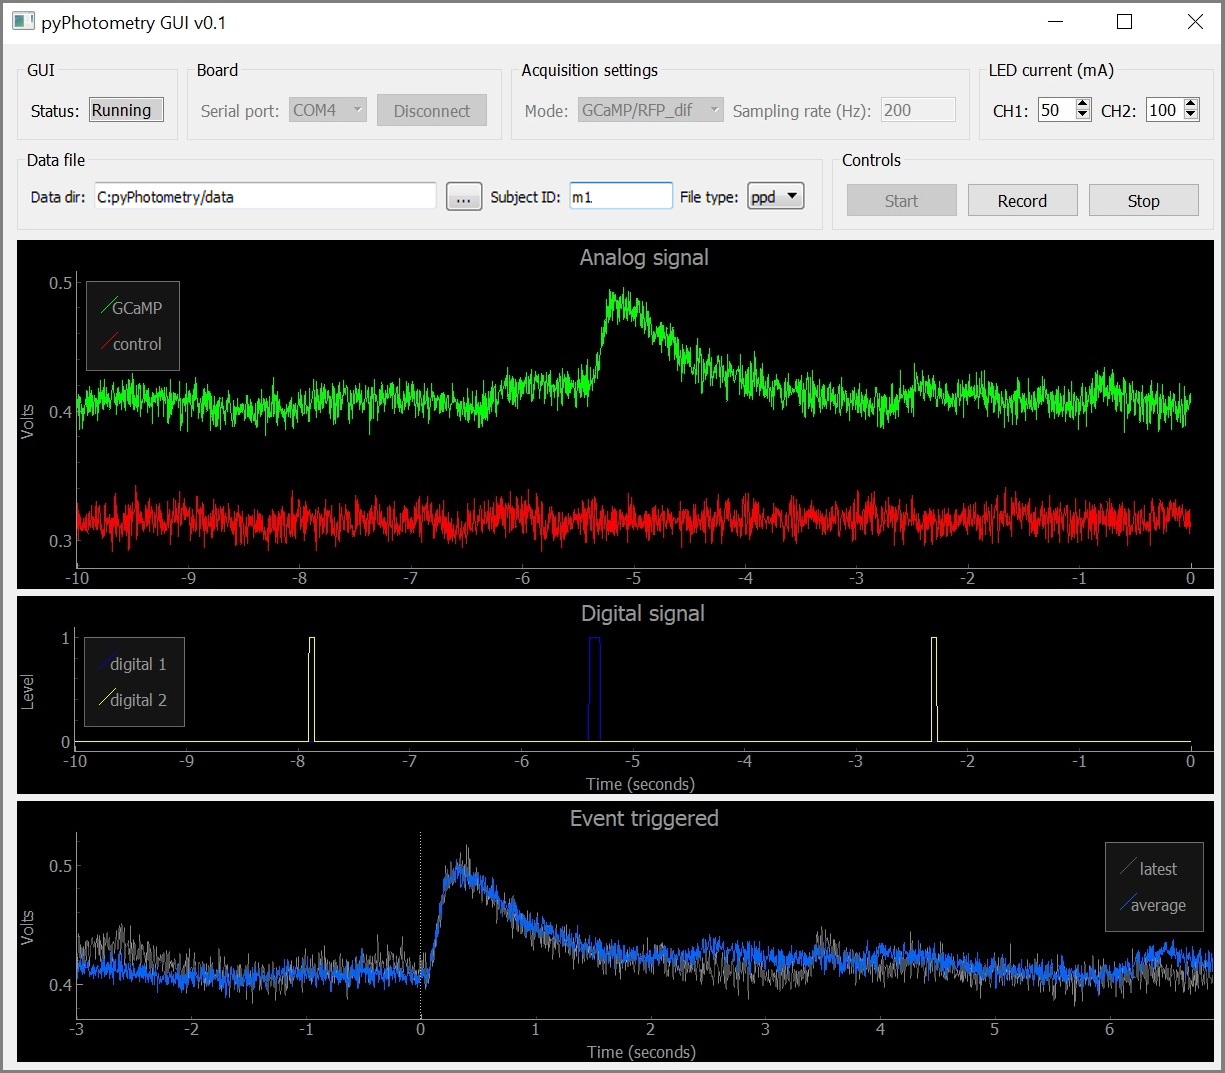 pyPhotometry GUI v0.1
GUI
Board
Acquisition settings
LED current (mA)
Status: Running
Serial port: COM4 Disconnect
Mode: GCaMP/RFP_dif Sampling rate (Hz): 200
CH1: 50 CH2: 100
Data file
Controls
Data dir: C:pyPhotometry/data ... Subject ID: m1 File type: ppd
Start Record Stop
Analog signal
0.5
0.4
0.3
Volts
GCaMP
control
-10 -9 -8 -7 -6 -5 -4 -3 -2 -1 0
Digital signal
1
0
Level
digital 1
digital 2
-10 -9 -8 -7 -6 -5 -4 -3 -2 -1 0
Time (seconds)
Event triggered
0.5
0.4
Volts
latest
average
-3 -2 -1 0 1 2 3 4 5 6
Time (seconds)